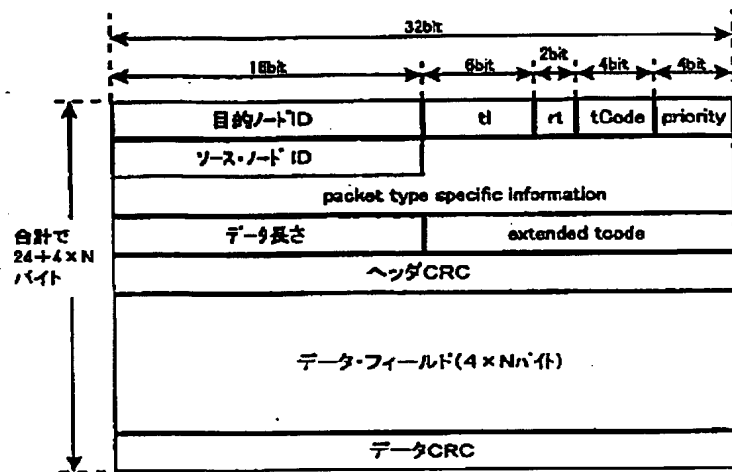 32bit
16bit 6bit 2bit 4bit 4bit
目的ノードID tl rt tCode priority
ソース・ノードID
packet type specific information
データ長さ extended tcode
合計で
24+4×N
バイト
ヘッダCRC
データ・フィールド(4×Nバイト)
データCRC